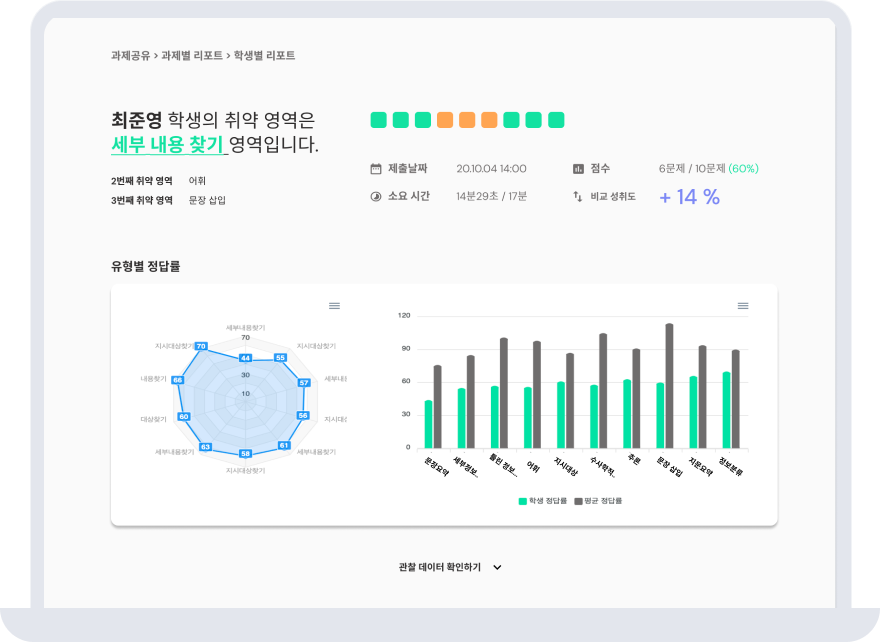 과제공유 > 과제별 리포트 > 학생별 리포트
최준영 학생의 취약 영역은
세부 내용 찾기 영역입니다.
2번째 취약 영역 어휘
3번째 취약 영역 문장 삽입
제출날짜 20.10.04 14:00 점수 6문제 / 10문제 (60%)
소요 시간 14분29초 / 17분 비교 성취도 + 14 %
유형별 정답률
세부내용찾기
70
지시대상찾기 70 55 지시대상찾기
44
30
내용찾기 66 57 세부내
10
대상찾기 60 56 지시대
세부내용찾기 63 61 세부내용찾기
58
지시대상찾기
120
90
60
30
0
문장요약 세부정보.. 틀린 정보... 어휘 지시대상 수사학적.. 추론 문장 삽입 지문요약 정보분류
학생 정답률 평균 정답률
관찰 데이터 확인하기